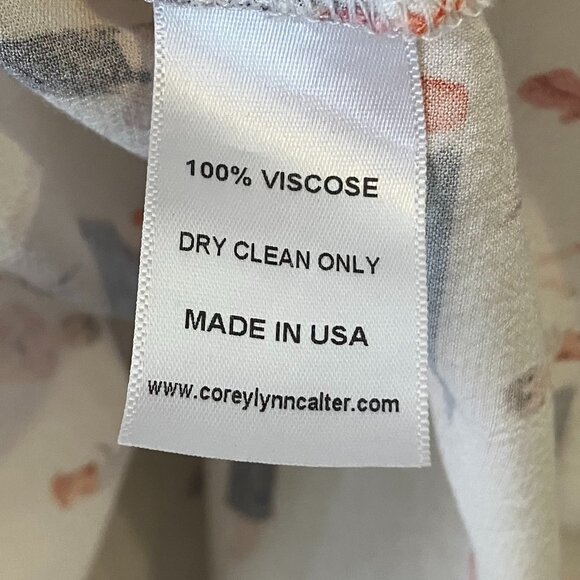 100% VISCOSE
DRY CLEAN ONLY
MADE IN USA
www.coreylynncalter.com